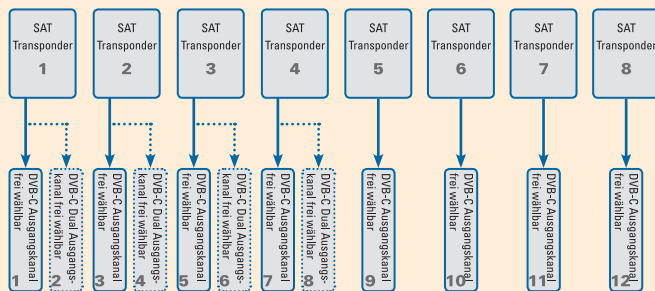 SAT
Transponder
1
SAT
Transponder
2
SAT
Transponder
3
SAT
Transponder
4
SAT
Transponder
5
SAT
Transponder
6
SAT
Transponder
7
SAT
Transponder
8
DVB-C Ausgangskanal
frei wählbar
1
DVB-C Dual Ausgangs-
kanal frei wählbar
2
DVB-C Ausgangskanal
frei wählbar
3
DVB-C Dual Ausgangs-
kanal frei wählbar
4
DVB-C Ausgangskanal
frei wählbar
5
DVB-C Dual Ausgangs-
kanal frei wählbar
6
DVB-C Ausgangskanal
frei wählbar
7
DVB-C Dual Ausgangs-
kanal frei wählbar
8
DVB-C Ausgangskanal
frei wählbar
9
DVB-C Ausgangskanal
frei wählbar
10
DVB-C Ausgangskanal
frei wählbar
11
DVB-C Ausgangskanal
frei wählbar
12